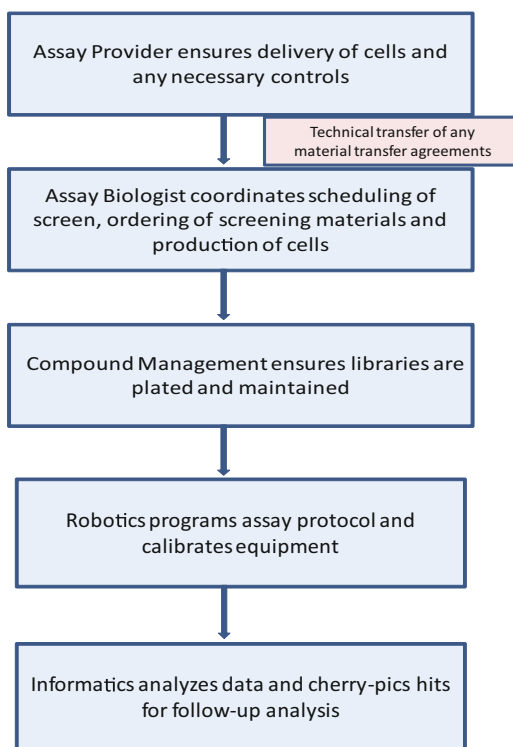 Assay Provider ensures delivery of cells and
any necessary controls
Technical transfer of any
material transfer agreements
Assay Biologist coordinates scheduling of
screen, ordering of screening materials and
production of cells
Compound Management ensures libraries are
plated and maintained
Robotics programs assay protocol and
calibrates equipment
Informatics analyzes data and cherry-pics hits
for follow-up analysis